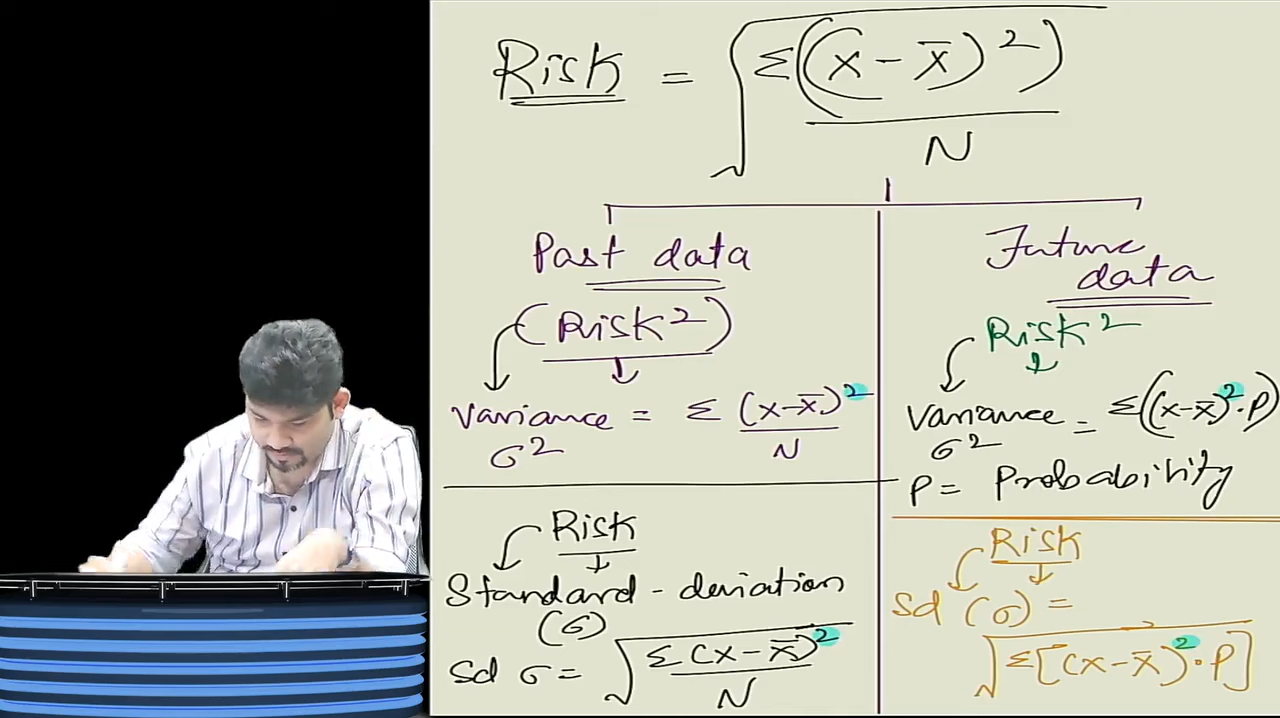 Risk = √Σ((x-x̄)²)/N
Past data
(Risk²)
Variance = Σ (x-x̄)²/N
σ²
Risk
Standard-deviation
(σ)
sd σ = √Σ(x-x̄)²/N
Future
data
Risk²
Variance = Σ((x-x̄)².P)
σ²
P = Probability
Risk
sd (σ) =
√Σ[(x-x̄)².P]